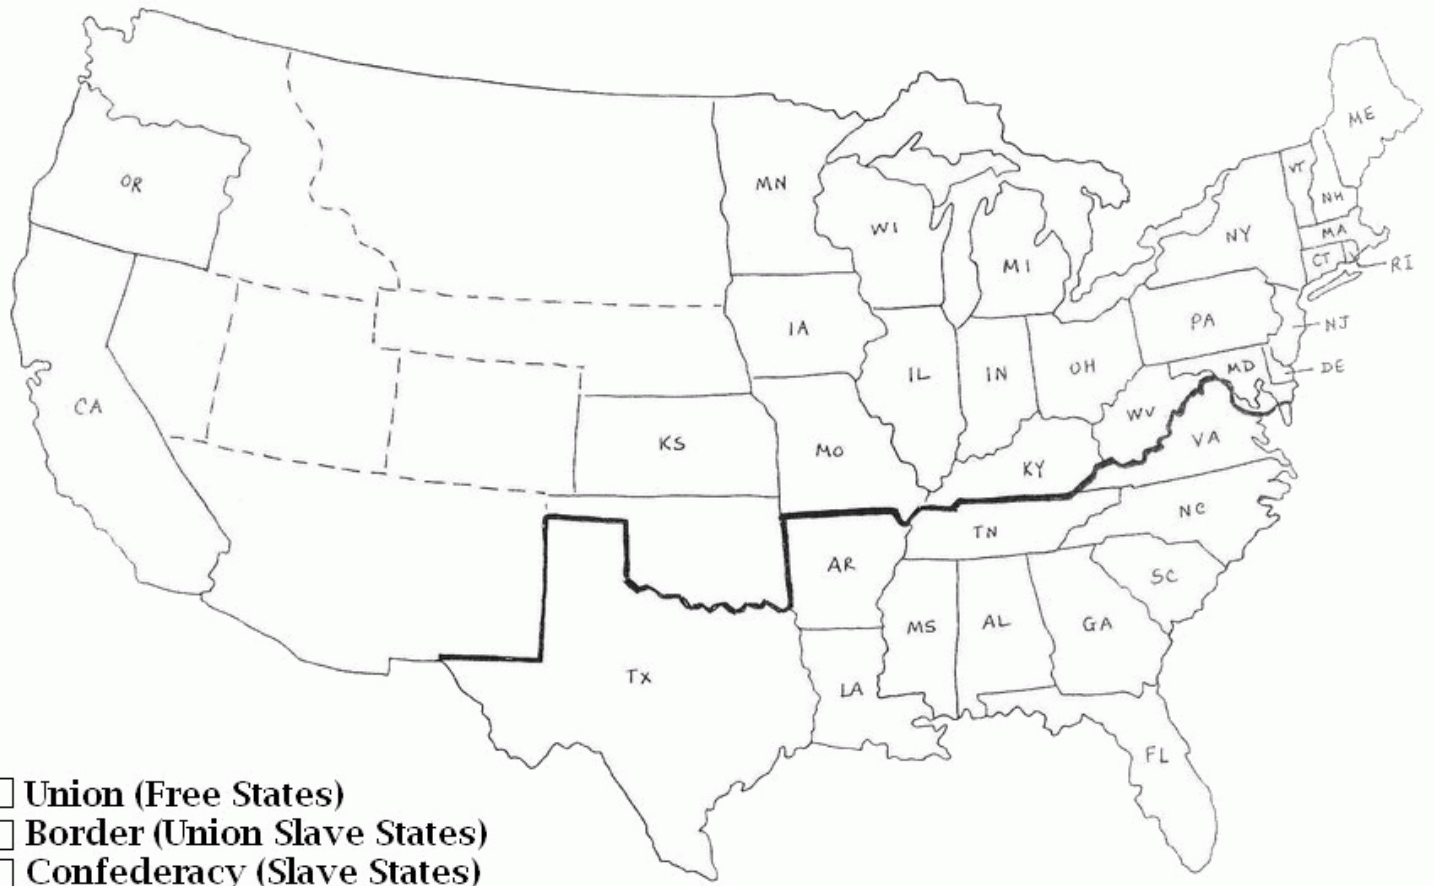 ME
OR
MN
VT
NH
WI
NY
MA
CT
RI
MI
IA
PA
NJ
IL
IN
OH
MD
DE
CA
WV
KS
MO
KY
VA
NC
TN
AR
SC
MS
AL
GA
TX
LA
FL
Union (Free States)
Border (Union Slave States)
Confederacy (Slave States)